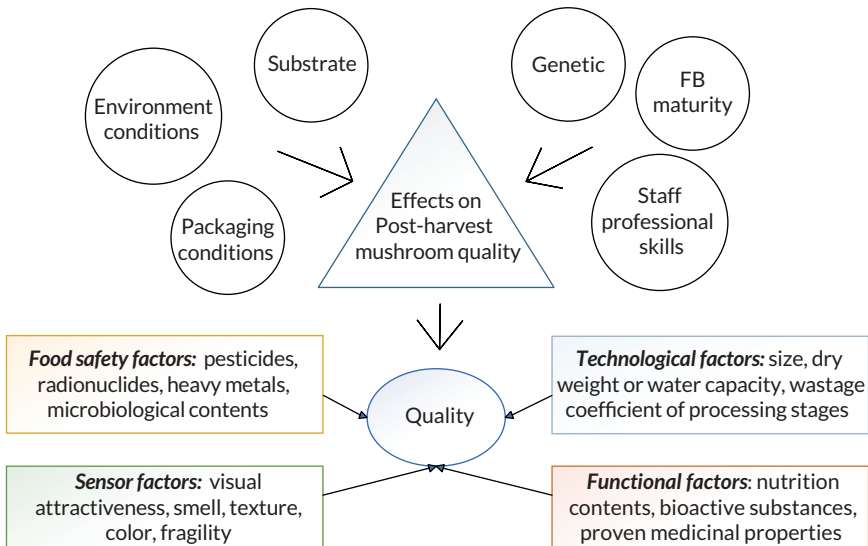 Substrate
Genetic
FB
maturity
Environment
conditions
Effects on
Post-harvest
mushroom quality
Staff
professional
skills
Packaging
conditions
Food safety factors: pesticides,
radionuclides, heavy metals,
microbiological contents
Technological factors: size, dry
weight or water capacity, wastage
coefficient of processing stages
Quality
Sensor factors: visual
attractiveness, smell, texture,
color, fragility
Functional factors: nutrition
contents, bioactive substances,
proven medicinal properties